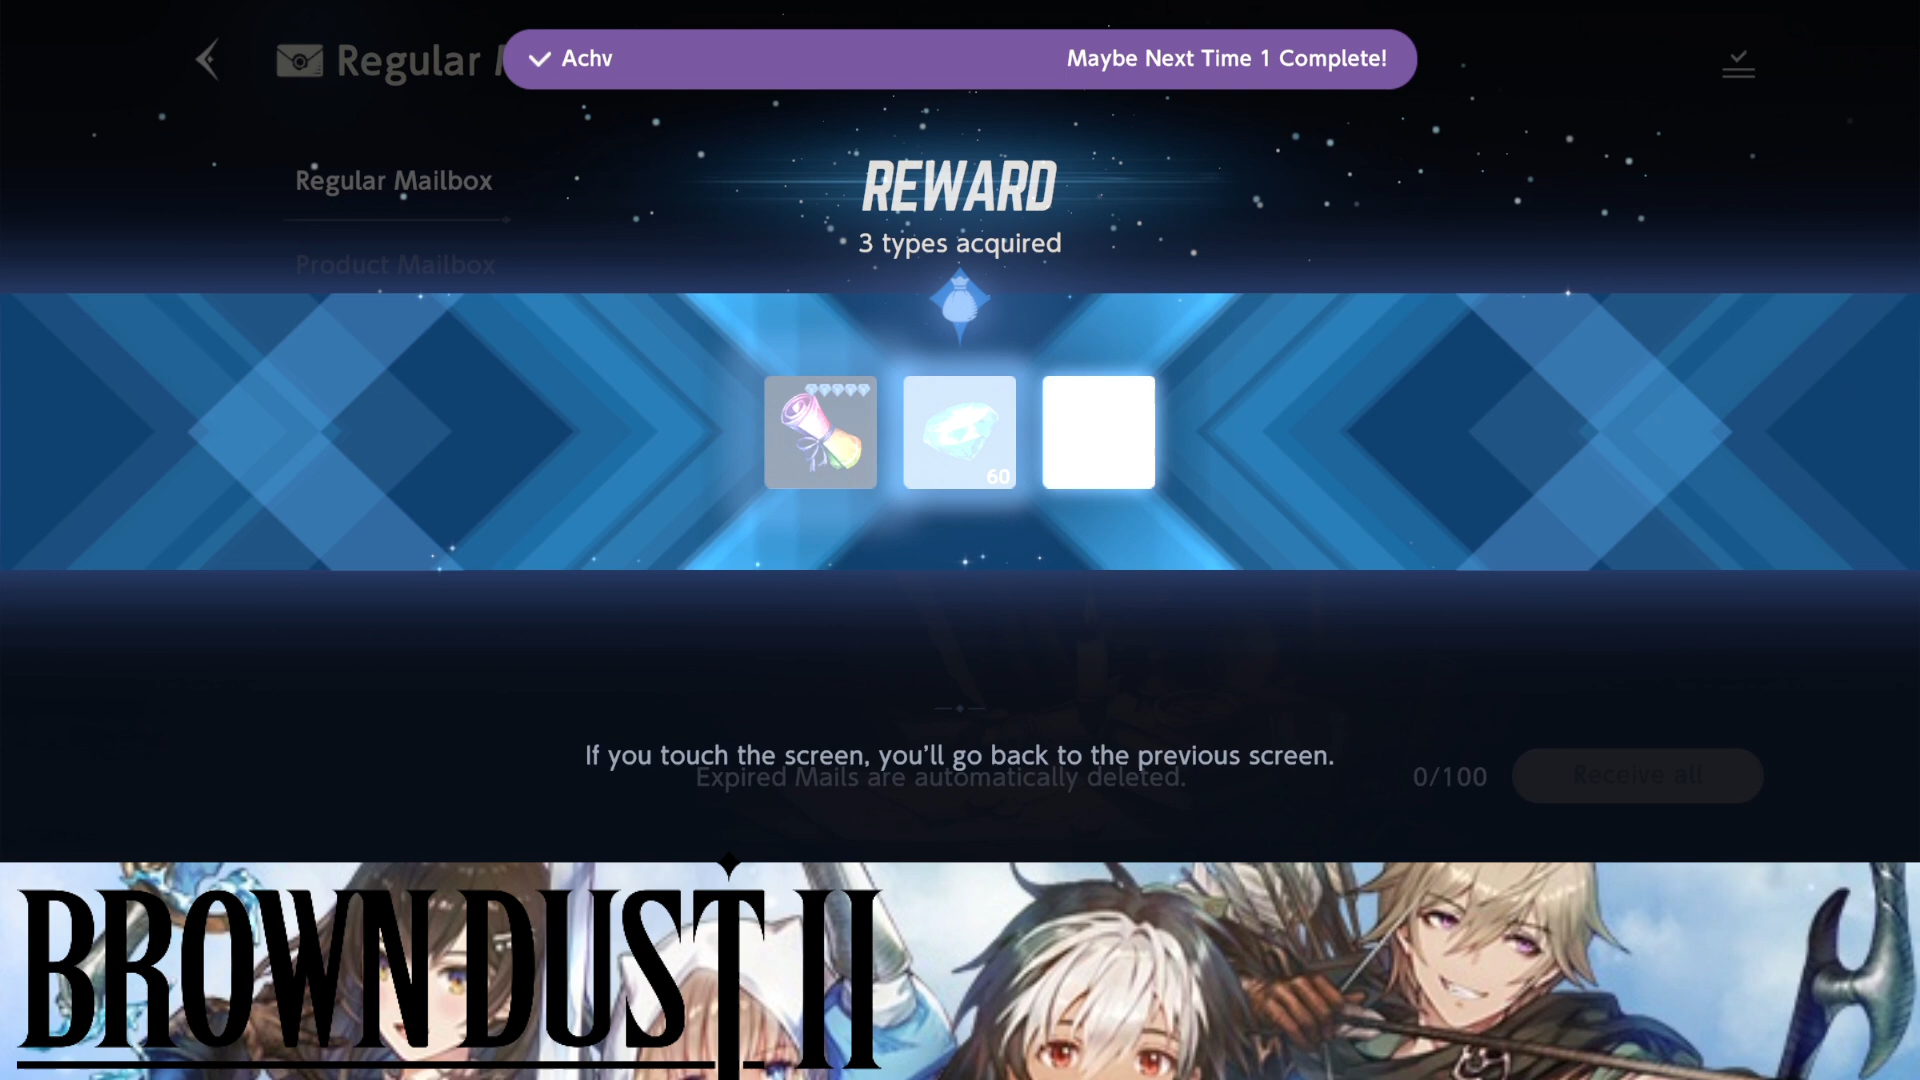 Regular
Achv
Maybe Next Time 1 Complete!
Regular Mailbox
Product Mailbox
REWARD
3 types acquired
60
If you touch the screen, you'll go back to the previous screen.
Expired Mails are automatically deleted.
0/100
Receive all
BROWN DUST II